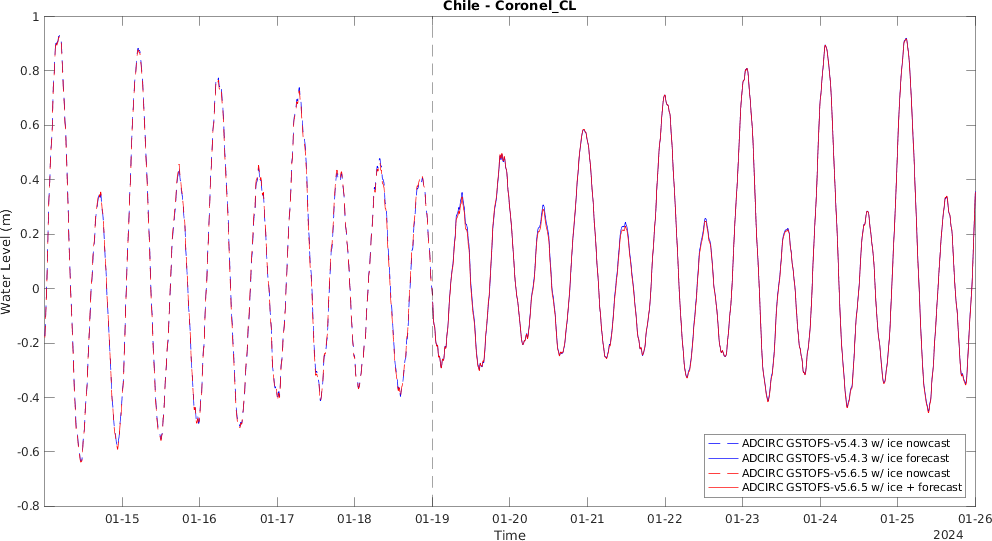 Chile - Coronel_CL
Water Level (m)
1
0.8
0.6
0.4
0.2
0
-0.2
-0.4
-0.6
-0.8
ADCIRC GSTOFS-v5.4.3 w/ ice nowcast
ADCIRC GSTOFS-v5.4.3 w/ ice forecast
ADCIRC GSTOFS-v5.6.5 w/ ice nowcast
ADCIRC GSTOFS-v5.6.5 w/ ice + forecast
01-15 01-16 01-17 01-18 01-19 01-20 01-21 01-22 01-23 01-24 01-25 01-26
Time
2024